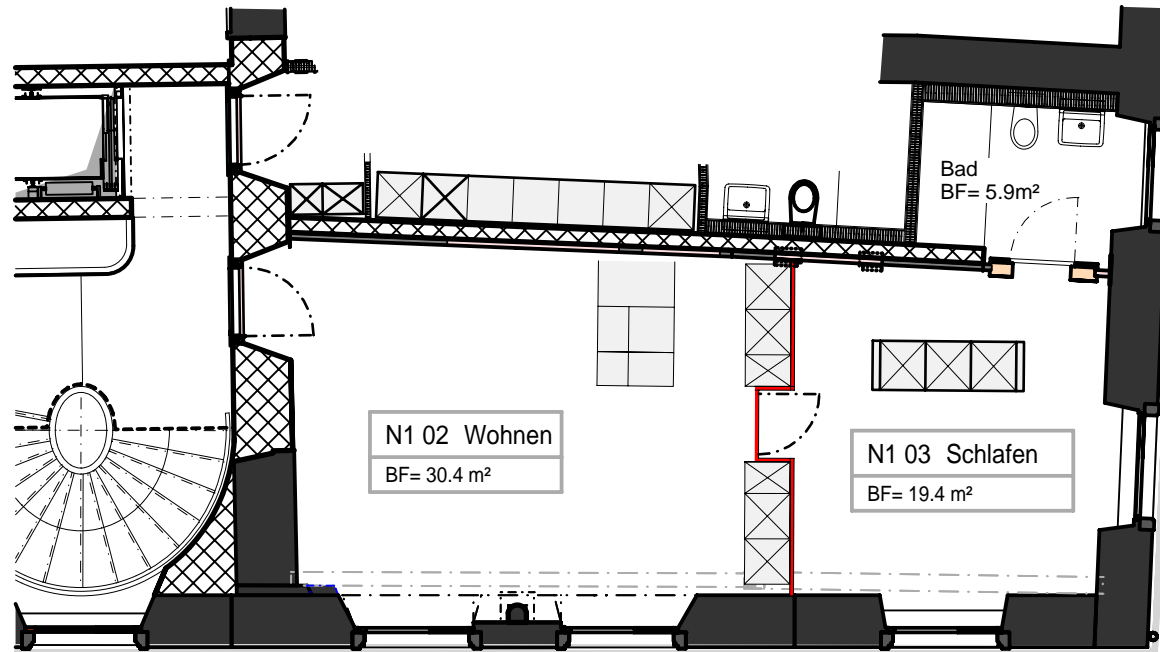 Bad
BF= 5.9m²
N1 02 Wohnen
BF= 30.4 m²
N1 03 Schlafen
BF= 19.4 m²